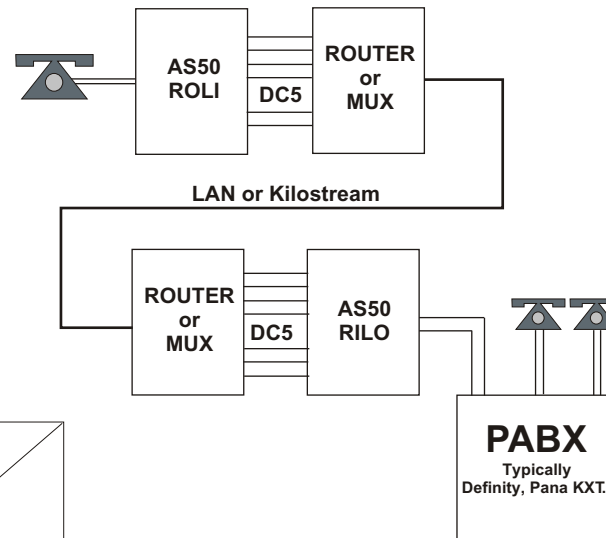 AS50
ROLI
DC5
ROUTER
or
MUX
LAN or Kilostream
ROUTER
or
MUX
DC5
AS50
RILO
PABX
Typically
Definity, Pana KXT.